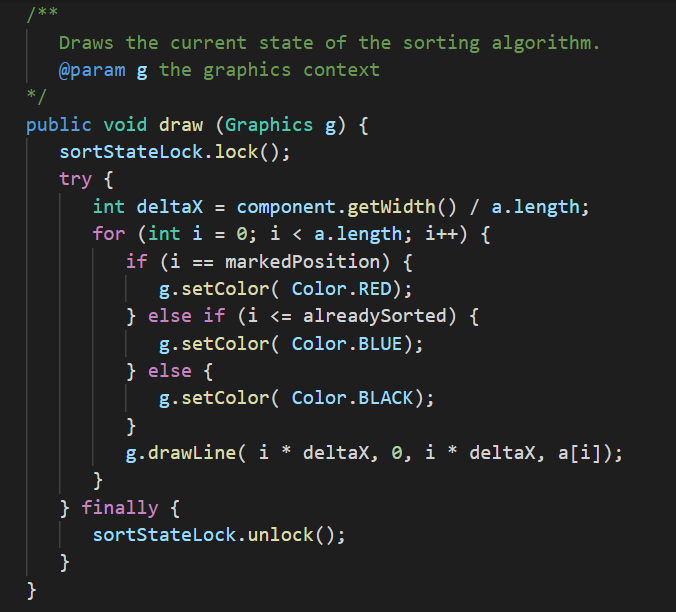 /**
   Draws the current state of the sorting algorithm.
   @param g the graphics context
*/
public void draw (Graphics g) {
   sortStateLock.lock();
   try {
      int deltaX = component.getWidth() / a.length;
      for (int i = 0; i < a.length; i++) {
         if (i == markedPosition) {
            g.setColor( Color.RED);
         } else if (i <= alreadySorted) {
            g.setColor( Color.BLUE);
         } else {
            g.setColor( Color.BLACK);
         }
         g.drawLine( i * deltaX, 0, i * deltaX, a[i]);
      }
   } finally {
      sortStateLock.unlock();
   }
}